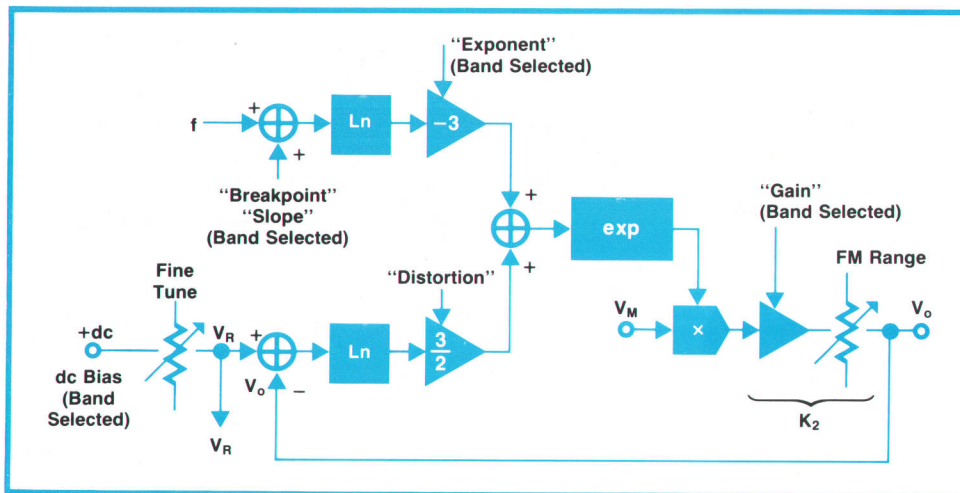 “Exponent”
(Band Selected)
+
f
Ln
−3
+
“Breakpoint”
“Slope”
(Band Selected)
+
exp
“Gain”
(Band Selected)
Fine
Tune
“Distortion”
+
FM Range
+dc
VR
+
Ln
3
2
VM
×
Vo
dc Bias
(Band
Selected)
Vo
−
K2
VR